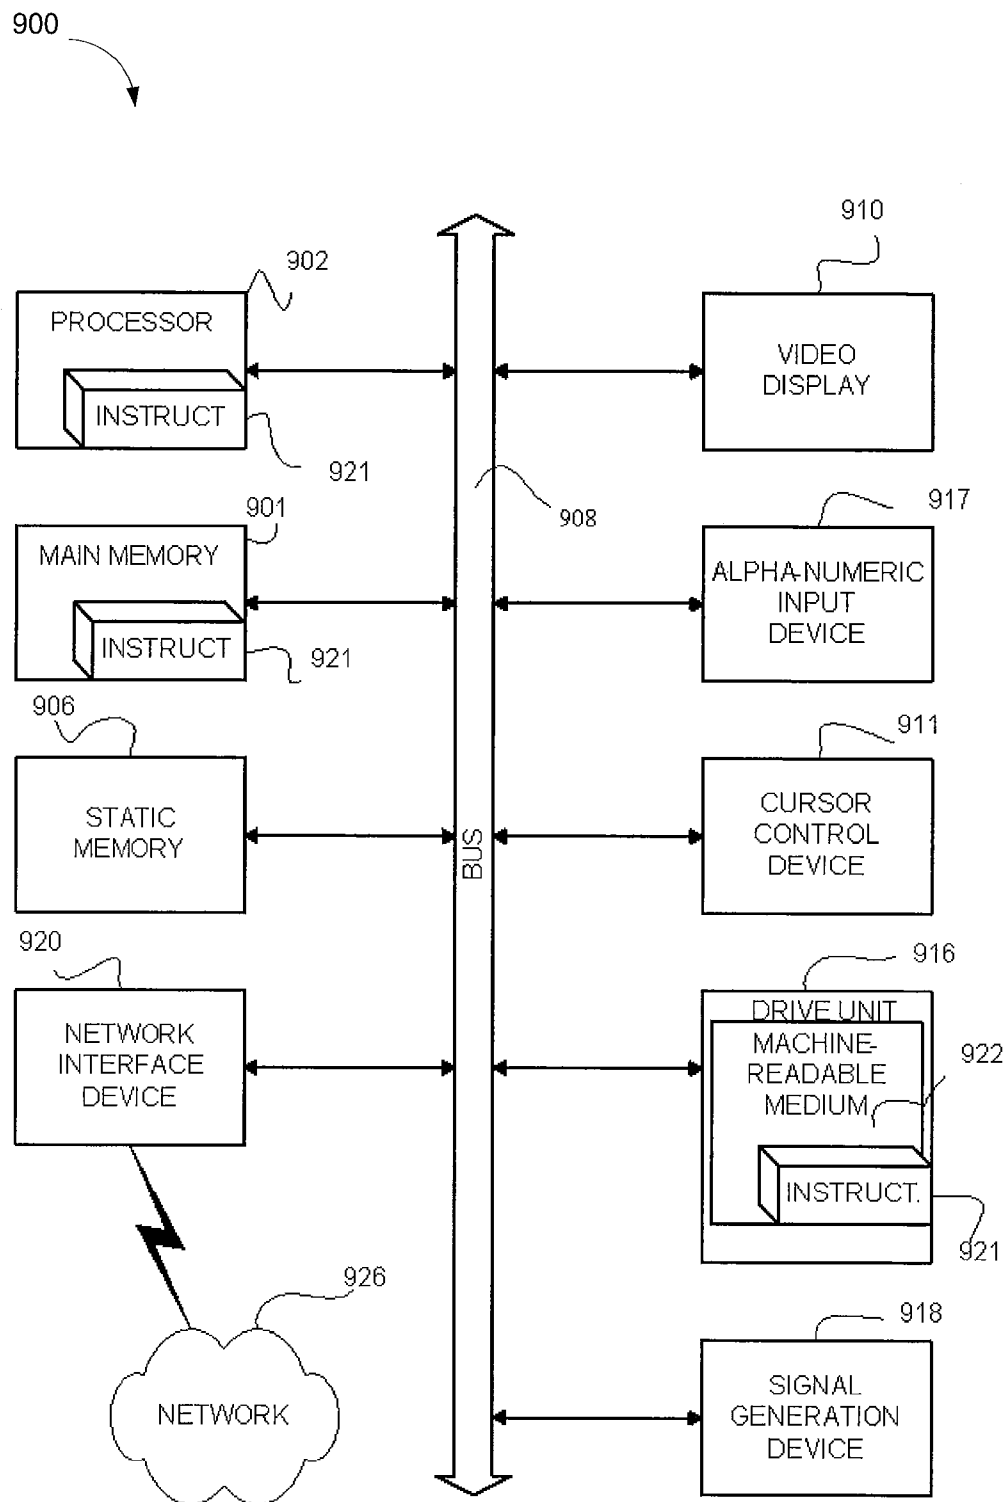 900
910
902
PROCESSOR
INSTRUCT
921
VIDEO
DISPLAY
901
MAIN MEMORY
INSTRUCT
921
908
917
ALPHA-NUMERIC
INPUT
DEVICE
906
STATIC
MEMORY
BUS
911
CURSOR
CONTROL
DEVICE
920
NETWORK
INTERFACE
DEVICE
916
DRIVE UNIT
MACHINE-
READABLE
MEDIUM
922
INSTRUCT.
921
926
NETWORK
918
SIGNAL
GENERATION
DEVICE